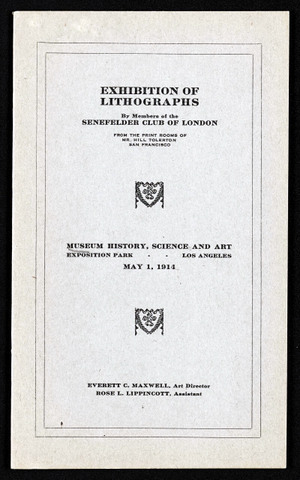 EXHIBITION OF
LITHOGRAPHS
By Members of the
SENEFELDER CLUB OF LONDON
FROM THE PRINT ROOMS OF
MR. HILL TOLERTON
SAN FRANCISCO
MUSEUM HISTORY, SCIENCE AND ART
EXPOSITION PARK - - LOS ANGELES
MAY 1, 1914
EVERETT C. MAXWELL, Art Director
ROSE L. LIPPINCOTT, Assistant